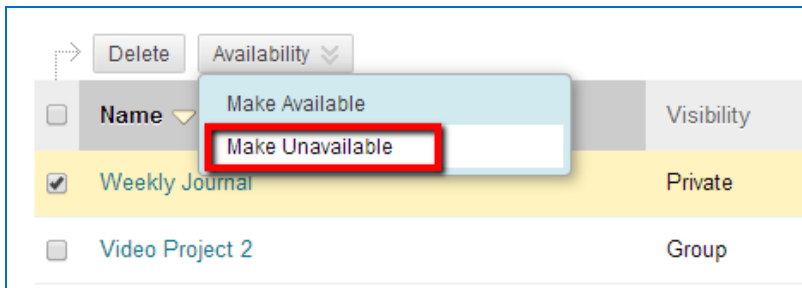 Delete Availability
Make Available
Name Visibility
Make Unavailable
Weekly Journal Private
Video Project 2 Group